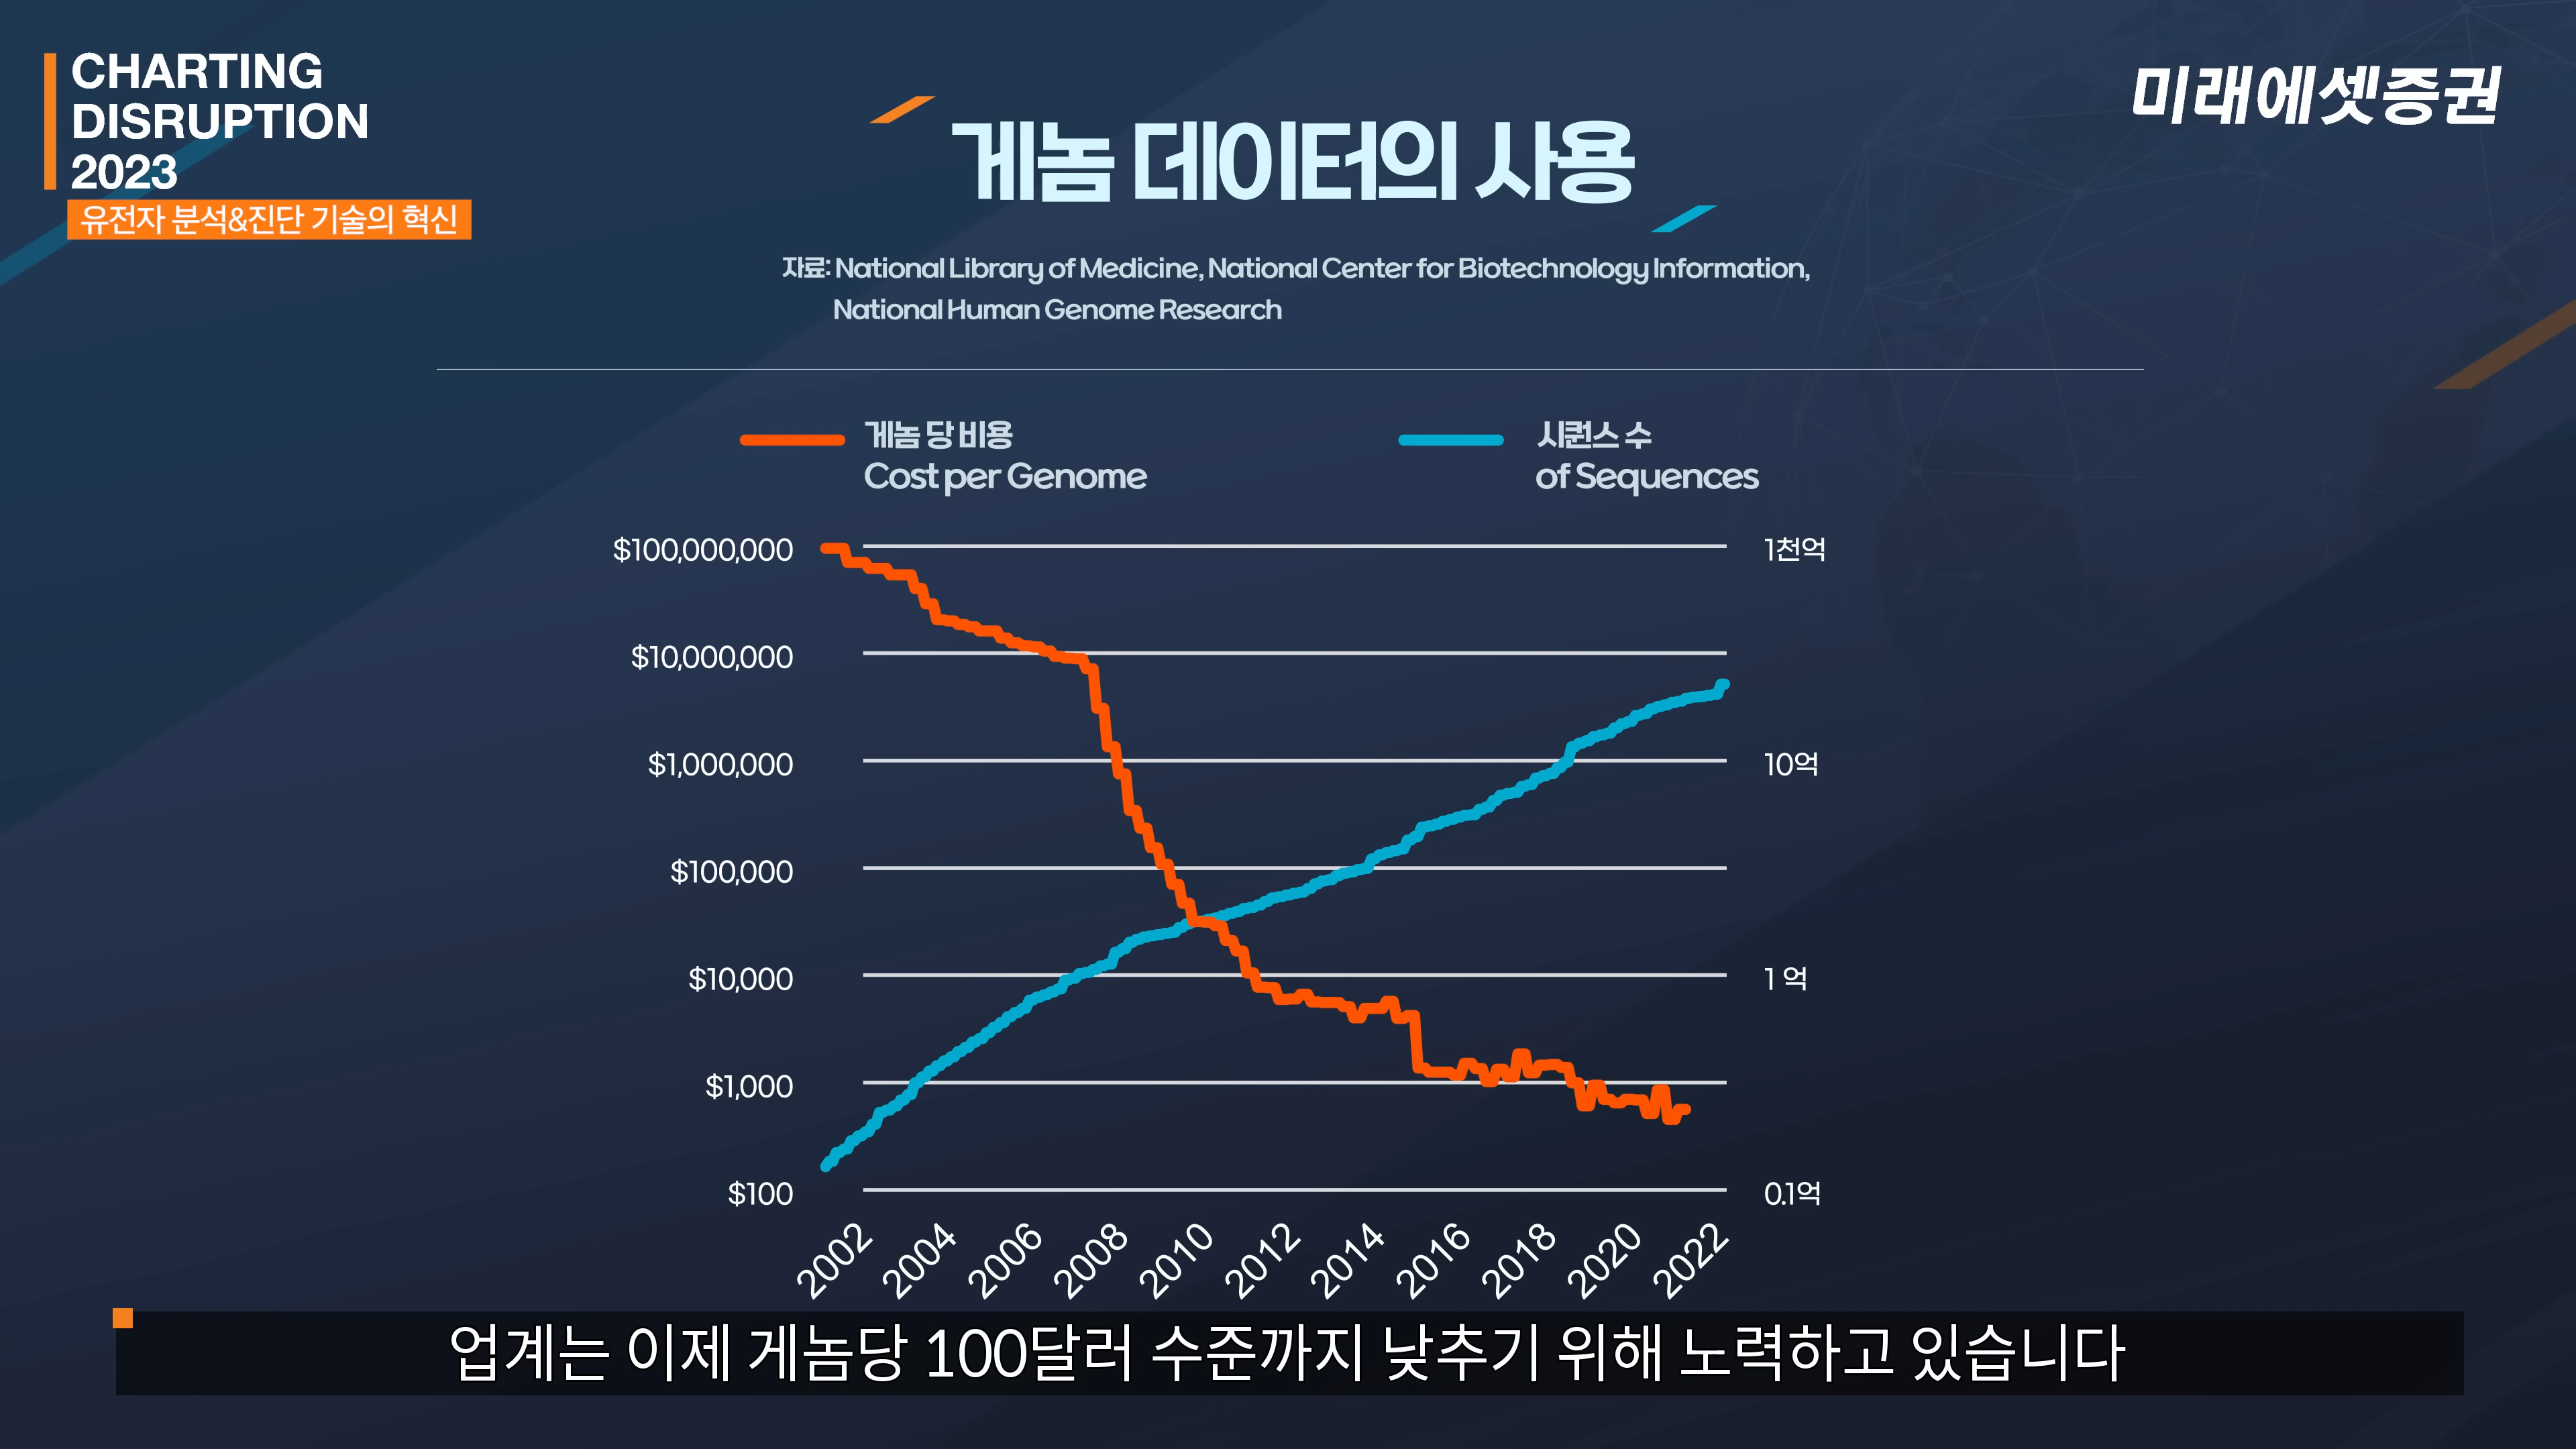 CHARTING
DISRUPTION
2023
유전자 분석&진단 기술의 혁신
미래에셋증권
게놈 데이터의 사용
자료: National Library of Medicine, National Center for Biotechnology Information,
National Human Genome Research
게놈 당 비용
Cost per Genome
시퀀스 수
of Sequences
$100,000,000
$10,000,000
$1,000,000
$100,000
$10,000
$1,000
$100
1천억
10억
1 억
0.1억
2002
2004
2006
2008
2010
2012
2014
2016
2018
2020
2022
업계는 이제 게놈당 100달러 수준까지 낮추기 위해 노력하고 있습니다